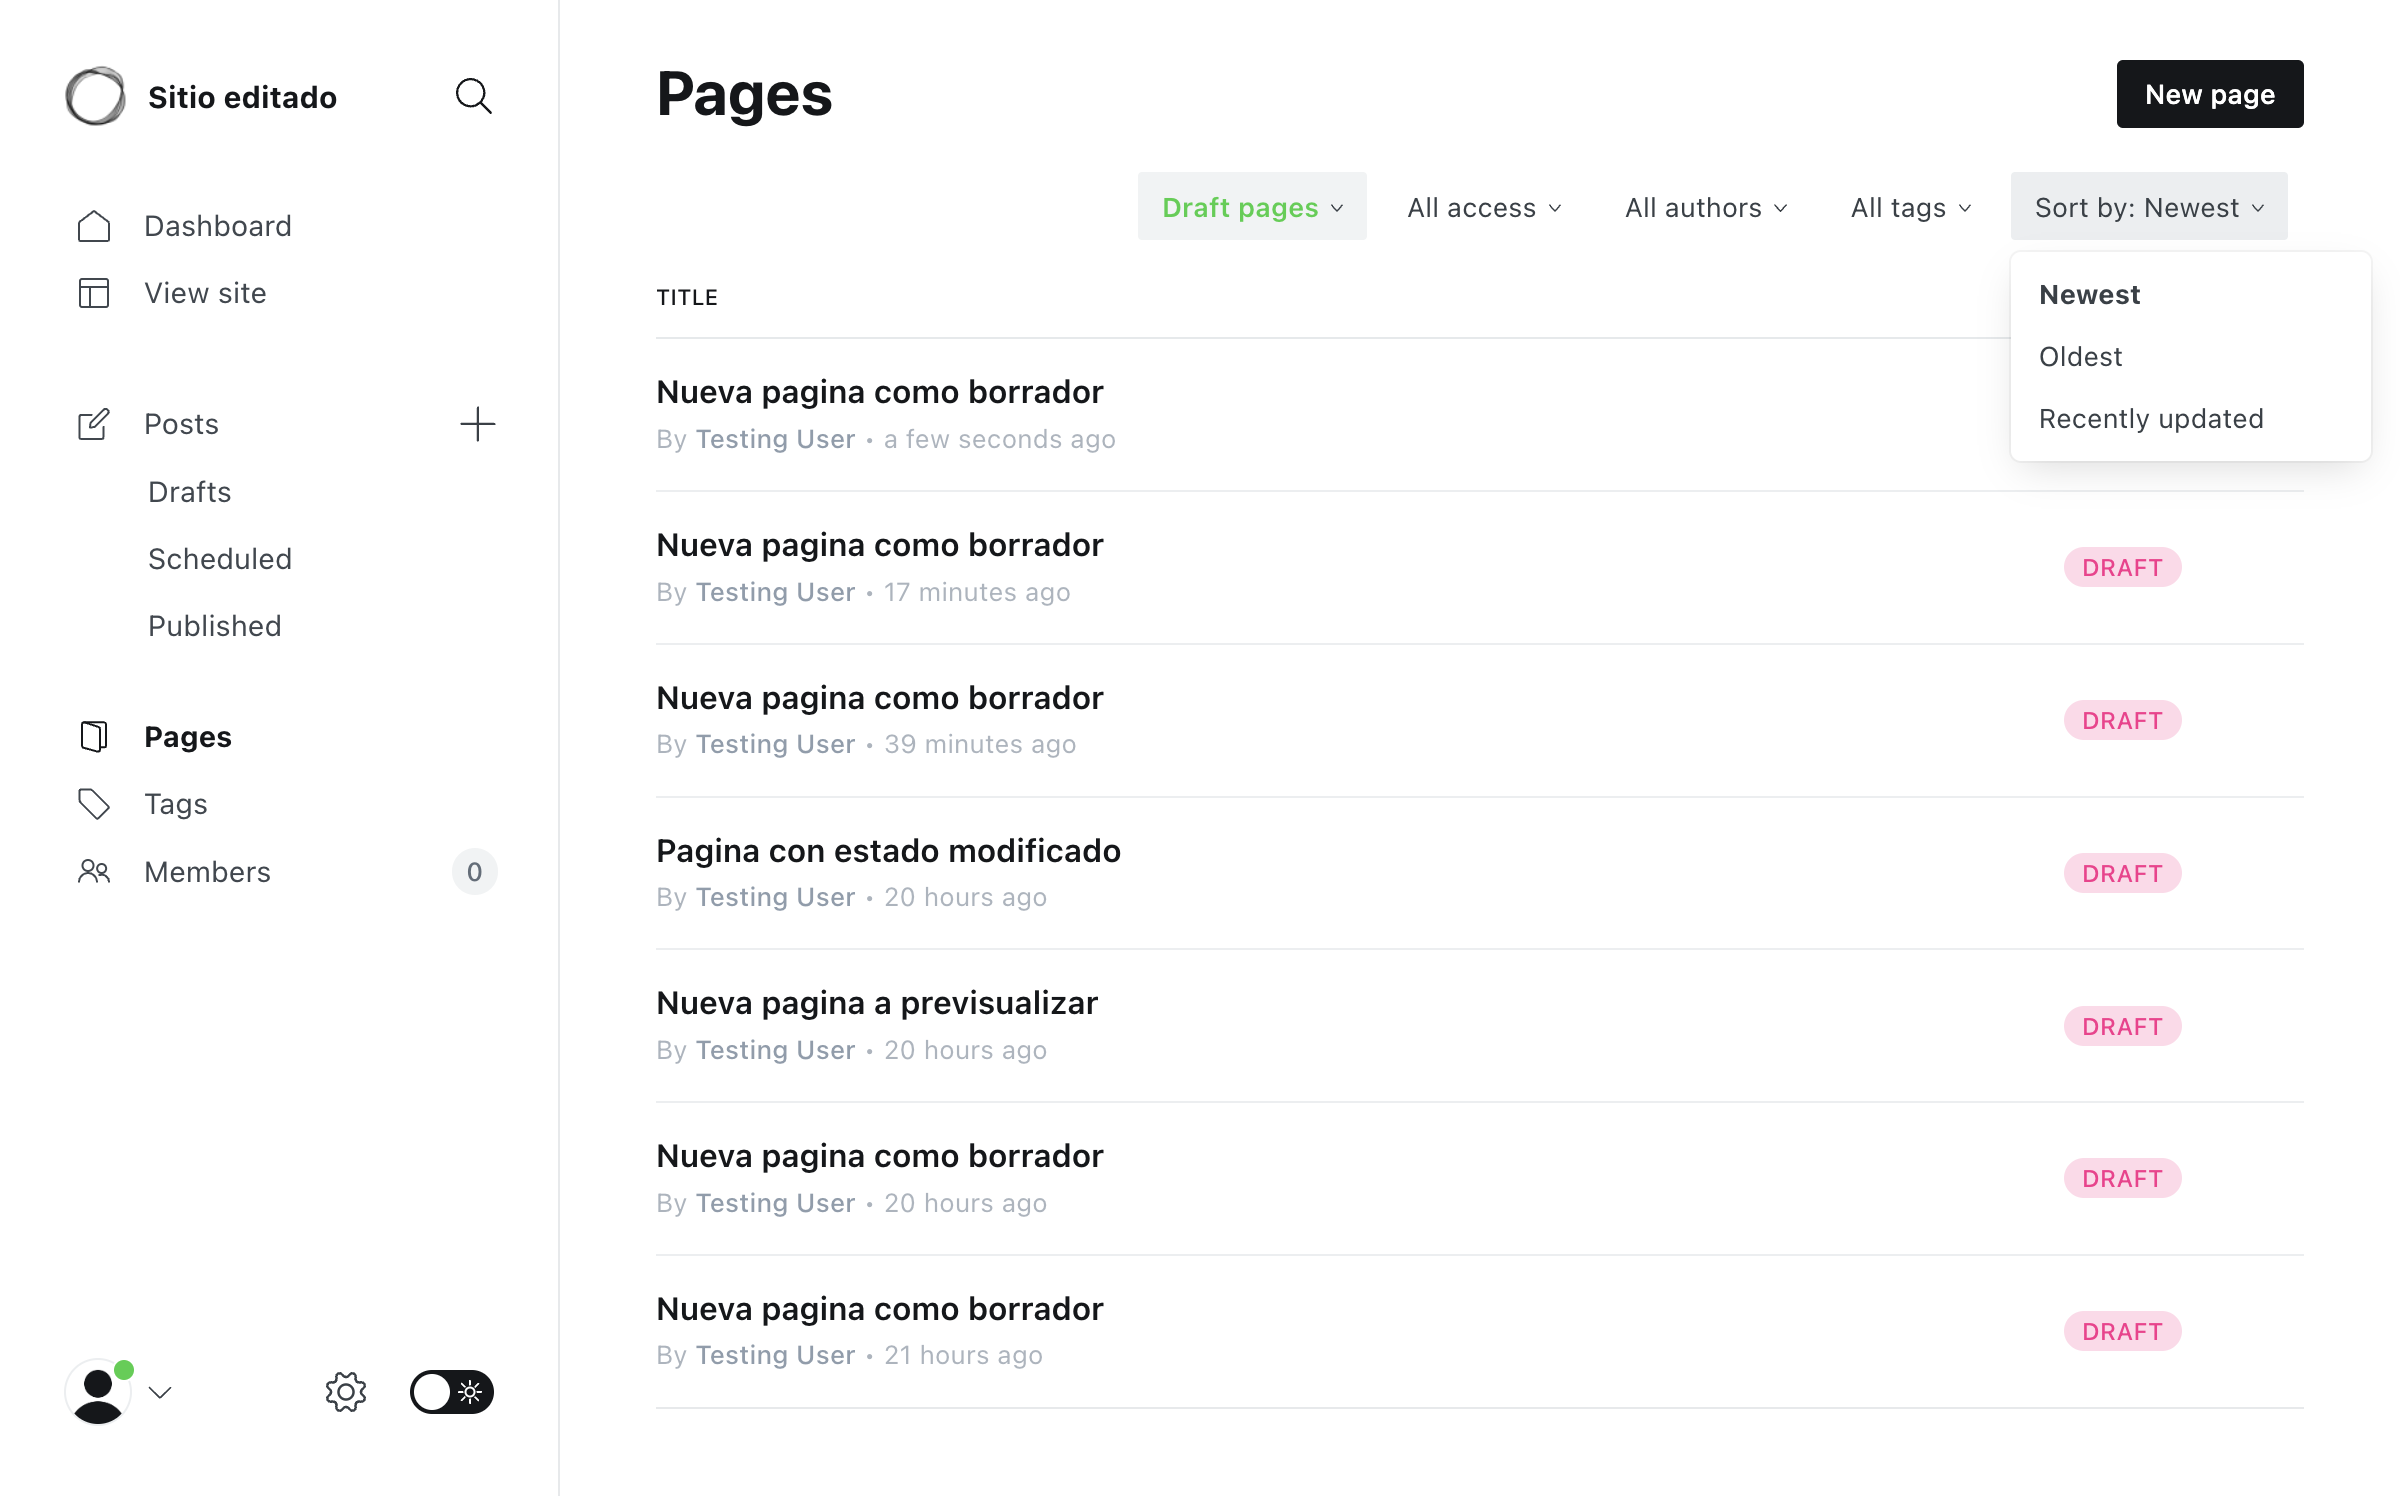 Sitio editado
Dashboard
View site
Posts
Drafts
Scheduled
Published
Pages
Tags
Members
0
Pages
New page
Draft pages
All access
All authors
All tags
Sort by: Newest
Newest
Oldest
Recently updated
TITLE
Nueva pagina como borrador
By Testing User • a few seconds ago
Nueva pagina como borrador
By Testing User • 17 minutes ago
DRAFT
Nueva pagina como borrador
By Testing User • 39 minutes ago
DRAFT
Pagina con estado modificado
By Testing User • 20 hours ago
DRAFT
Nueva pagina a previsualizar
By Testing User • 20 hours ago
DRAFT
Nueva pagina como borrador
By Testing User • 20 hours ago
DRAFT
Nueva pagina como borrador
By Testing User • 21 hours ago
DRAFT